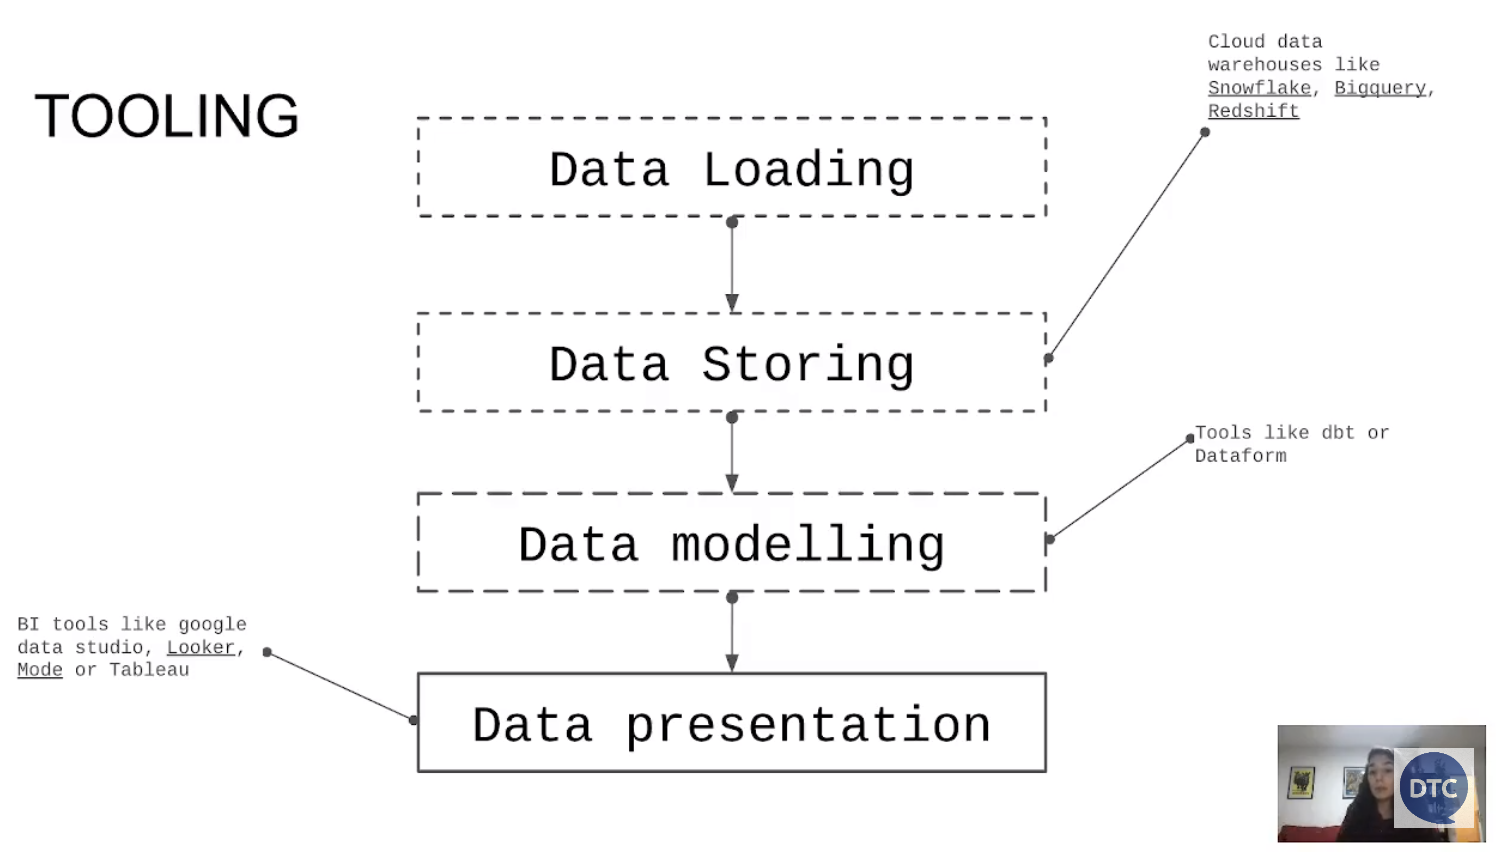 TOOLING
Cloud data
warehouses like
Snowflake, Bigquery,
Redshift
Data Loading
Data Storing
Tools like dbt or
Dataform
Data modelling
BI tools like google
data studio, Looker,
Mode or Tableau
Data presentation
DTC